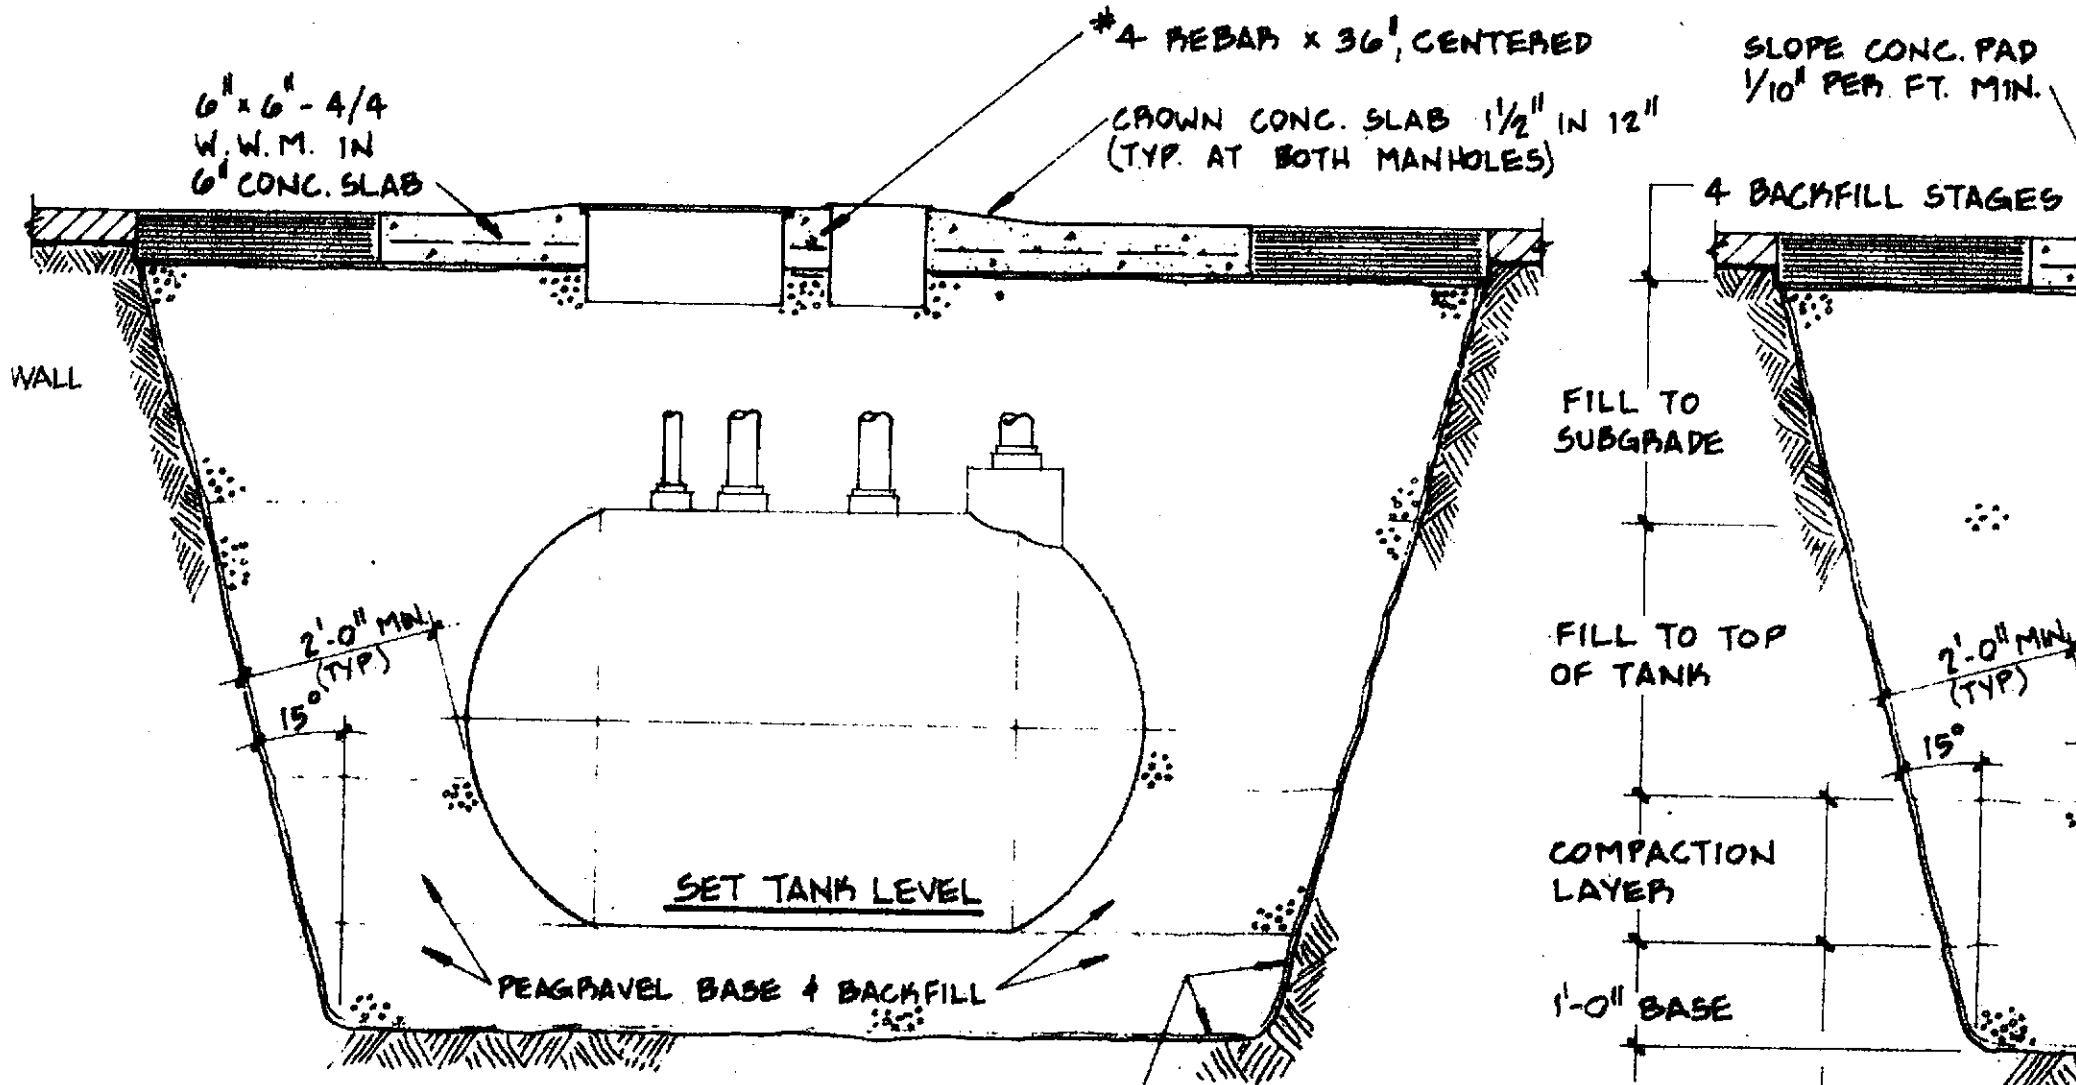 #4 REBAR x 36", CENTERED
6" x 6" - 4/4
W.W.M. IN
6" CONC. SLAB
CROWN CONC. SLAB 1 1/2" IN 12"
(TYP. AT BOTH MANHOLES)
SLOPE CONC. PAD
1/10" PER FT. MIN.
4 BACKFILL STAGES
WALL
FILL TO
SUBGRADE
2'-0" MIN.
(TYP.)
15°
FILL TO TOP
OF TANK
2'-0" MIN.
(TYP.)
15°
SET TANK LEVEL
COMPACTION
LAYER
PEAGRAVEL BASE & BACKFILL
1'-0" BASE